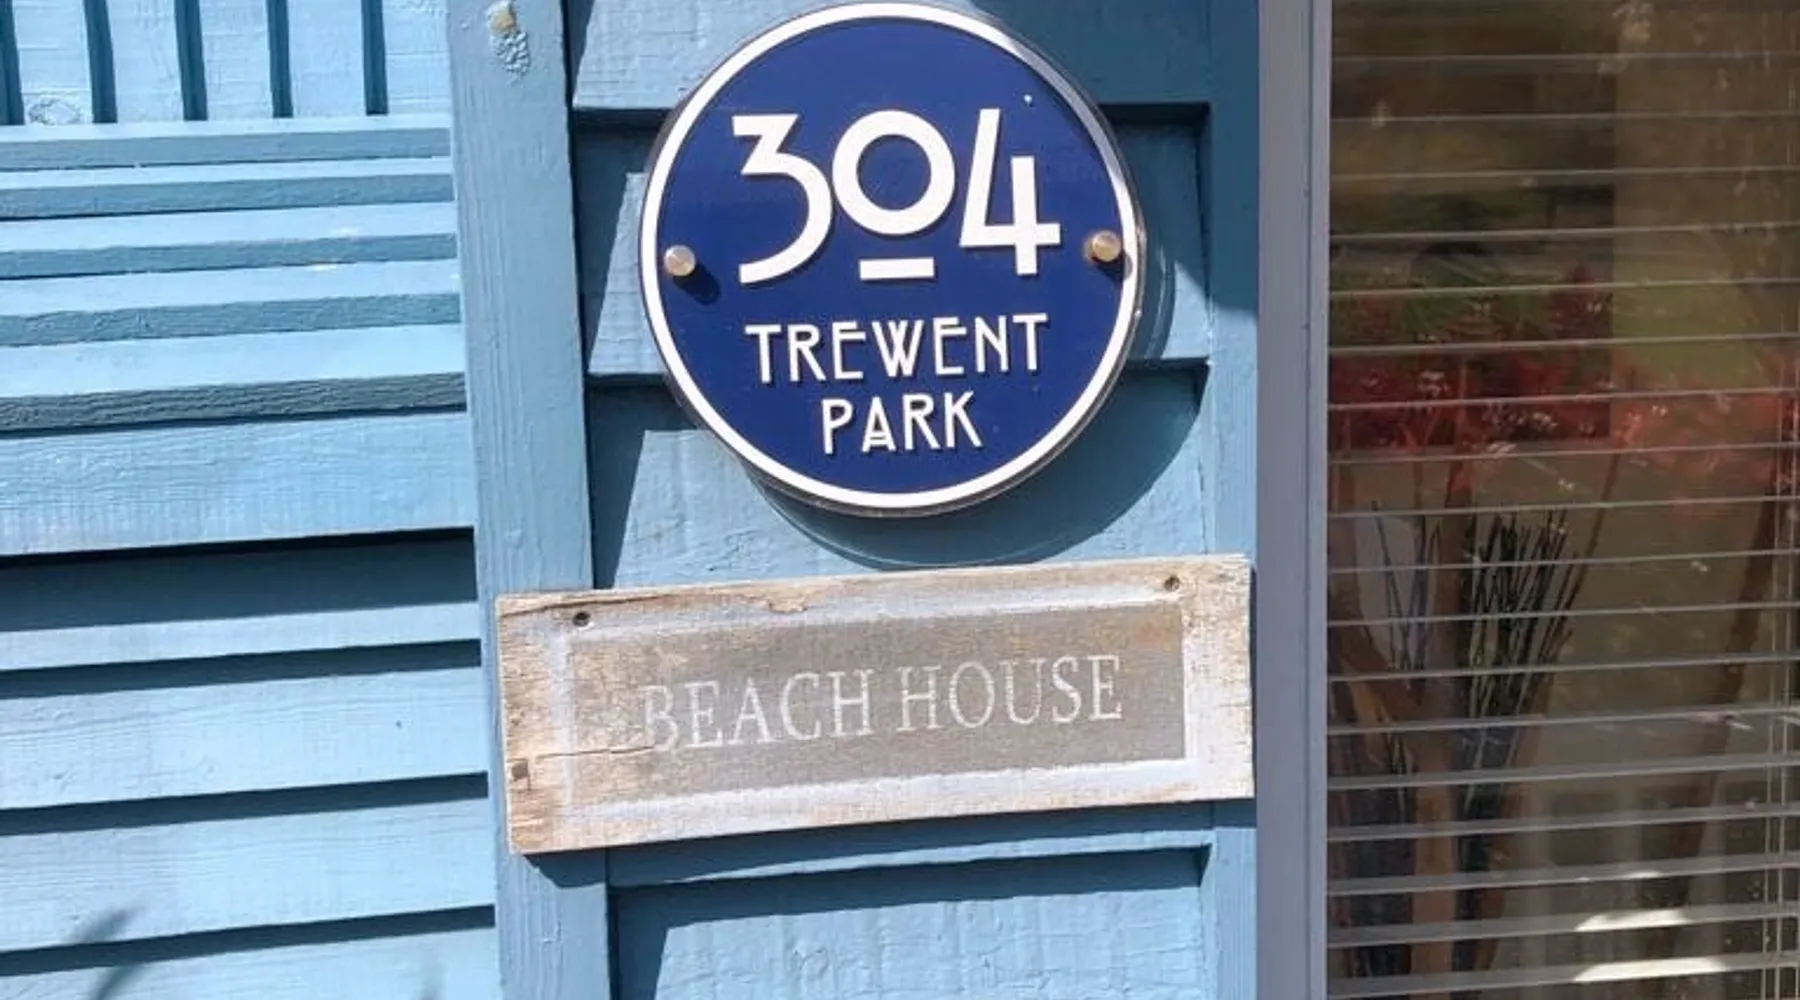 304
TREWENT
PARK
BEACH HOUSE